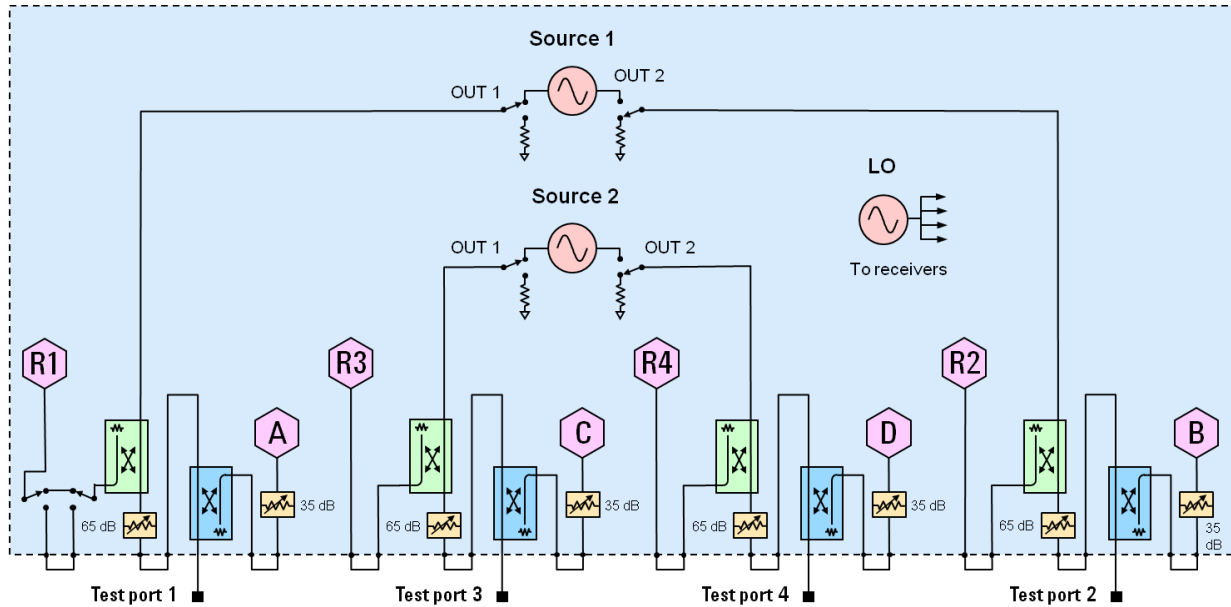 Source 1
OUT 1
OUT 2
LO
Source 2
OUT 1
OUT 2
To receivers
R1
R3
R4
R2
A
C
D
B
65 dB
35 dB
65 dB
35 dB
65 dB
35 dB
65 dB
35
dB
Test port 1
Test port 3
Test port 4
Test port 2